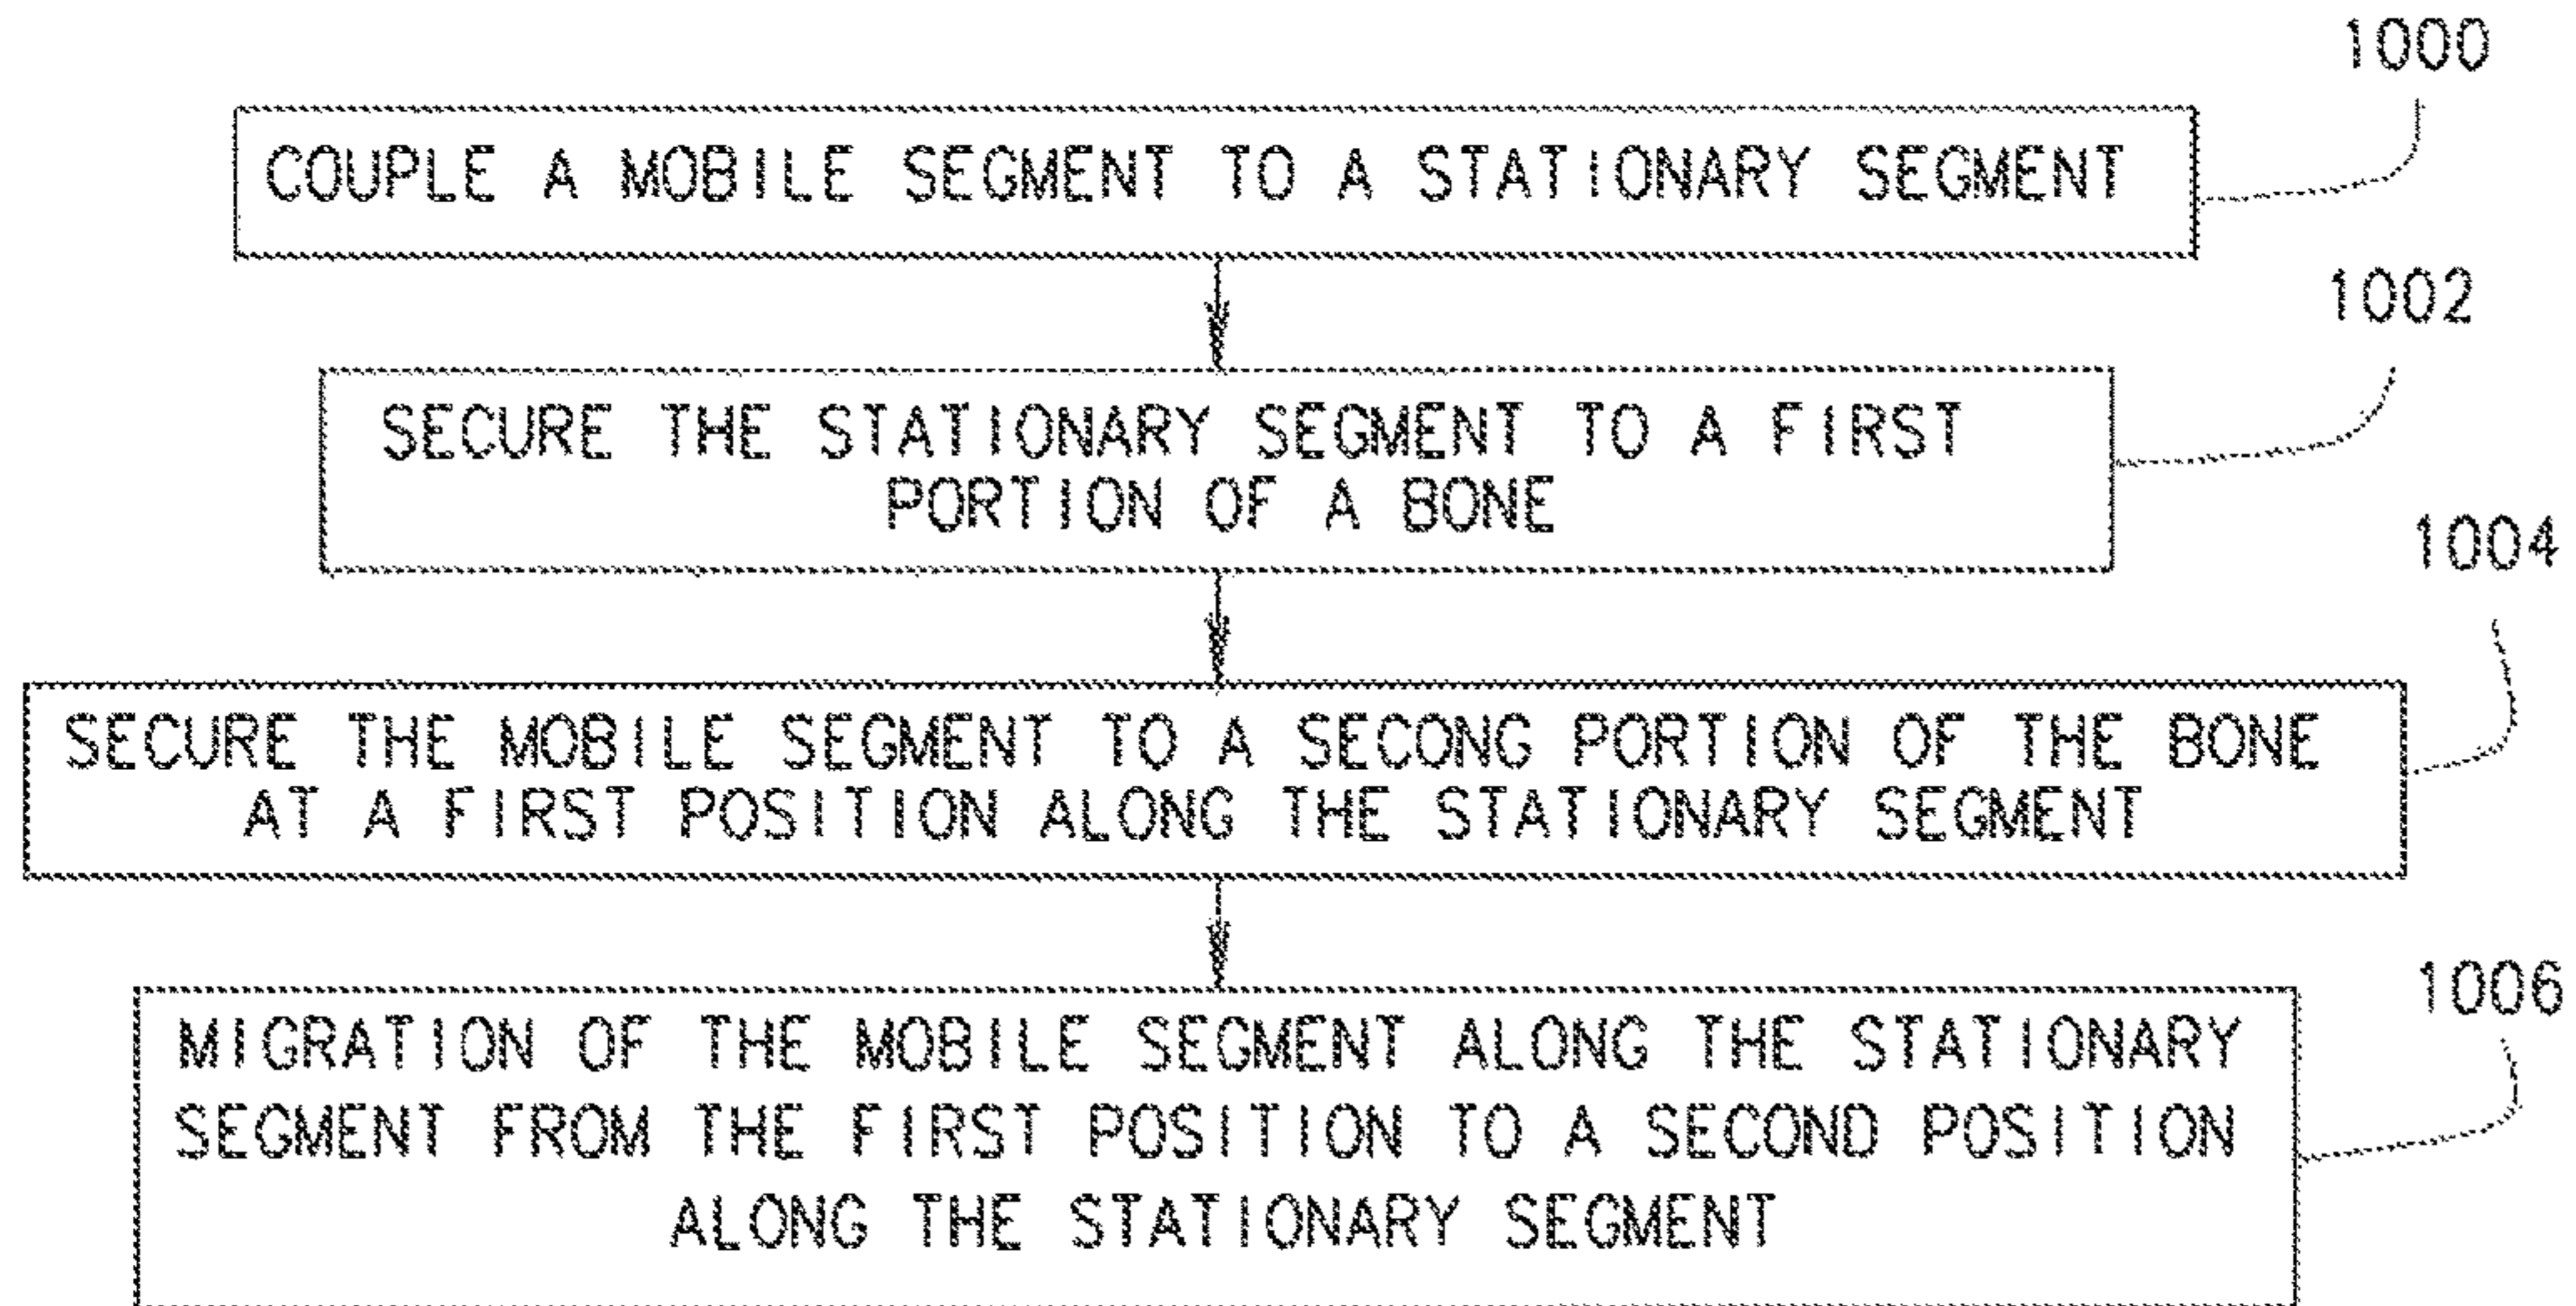 1000
COUPLE A MOBILE SEGMENT TO A STATIONARY SEGMENT
1002
SECURE THE STATIONARY SEGMENT TO A FIRST
PORTION OF A BONE
1004
SECURE THE MOBILE SEGMENT TO A SECONG PORTION OF THE BONE
AT A FIRST POSITION ALONG THE STATIONARY SEGMENT
1006
MIGRATION OF THE MOBILE SEGMENT ALONG THE STATIONARY
SEGMENT FROM THE FIRST POSITION TO A SECOND POSITION
ALONG THE STATIONARY SEGMENT